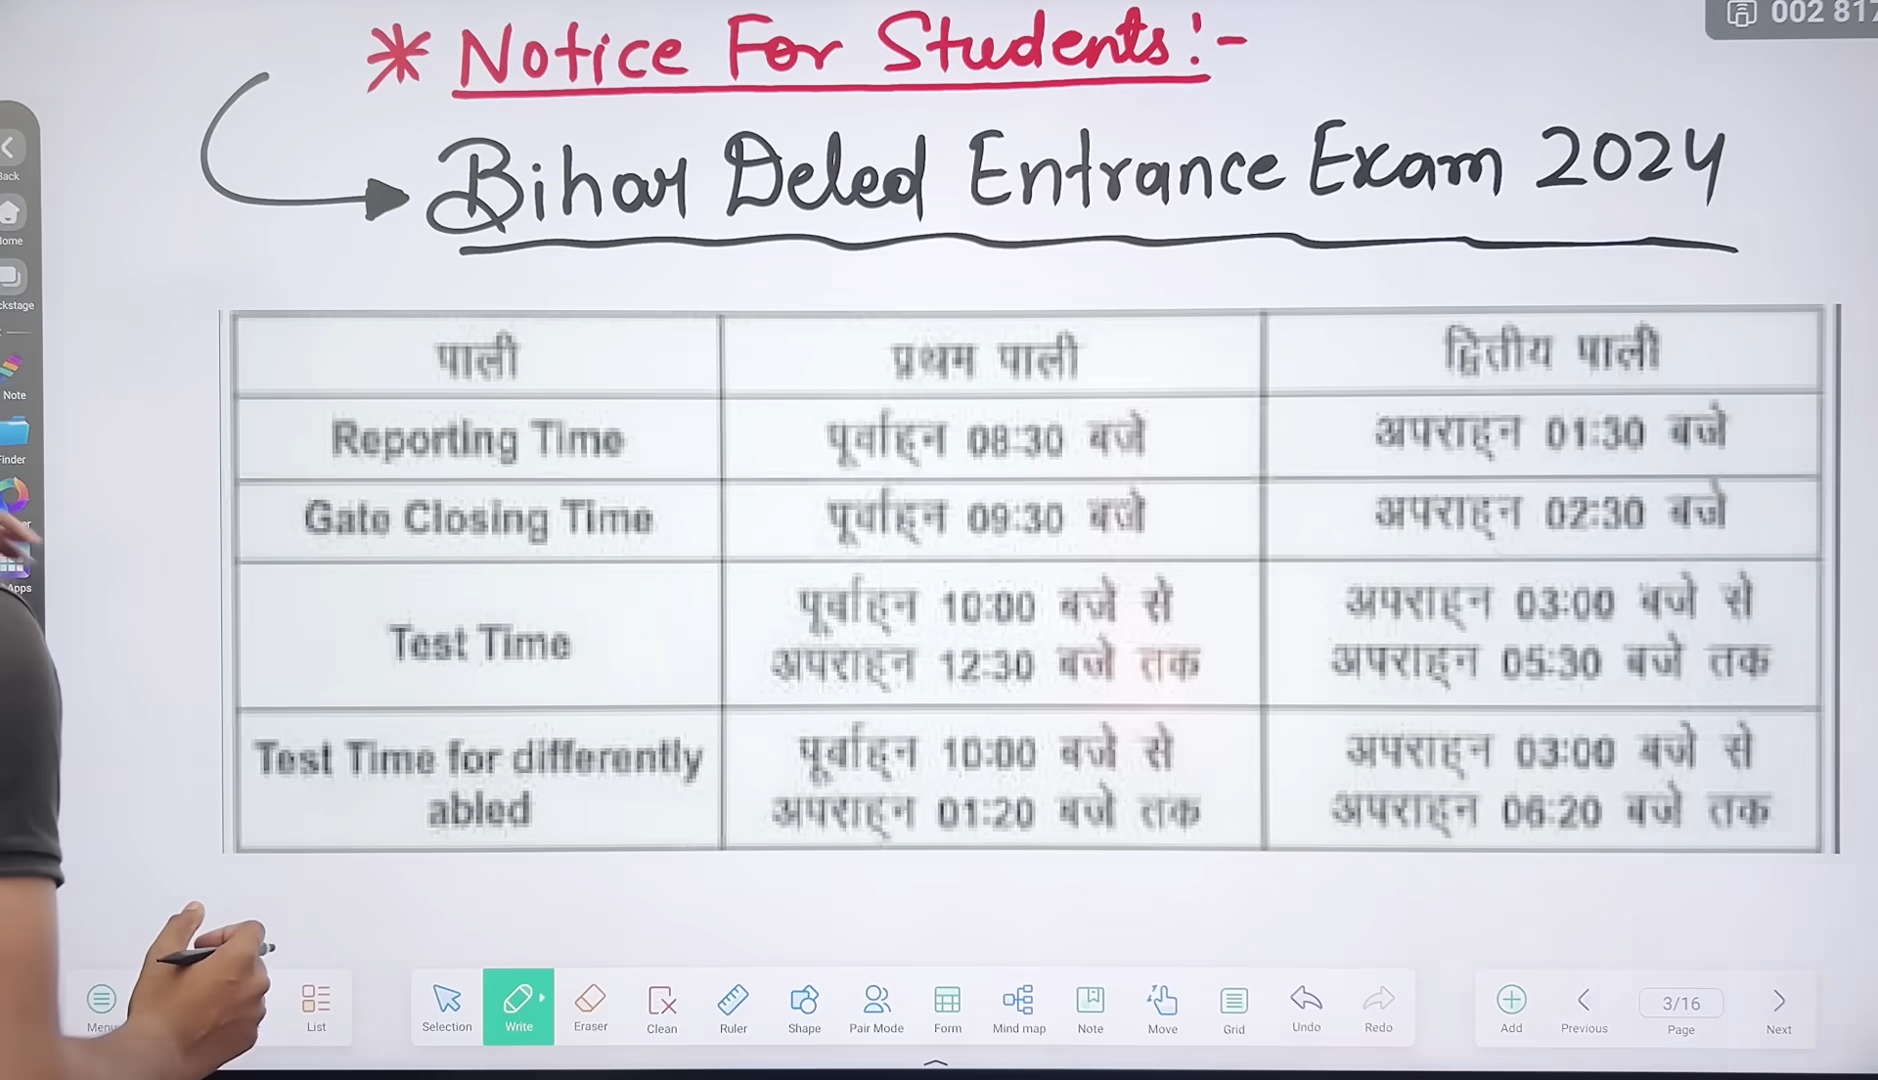 002 817
* Notice For Students:-
Bihar Deled Entrance Exam 2024
Back
Home
ckstage
Note
Finder
Apps
पाली
प्रथम पाली
द्वितीय पाली
Reporting Time
पूर्वाह्न 08:30 बजे
अपराह्न 01:30 बजे
Gate Closing Time
पूर्वाह्न 09:30 बजे
अपराह्न 02:30 बजे
Test Time
पूर्वाह्न 10:00 बजे से
अपराह्न 12:30 बजे तक
अपराह्न 03:00 बजे से
अपराह्न 05:30 बजे तक
Test Time for differently
abled
पूर्वाह्न 10:00 बजे से
अपराह्न 01:20 बजे तक
अपराह्न 03:00 बजे से
अपराह्न 06:20 बजे तक
Menu
List
Selection
Write
Eraser
Clean
Ruler
Shape
Pair Mode
Form
Mind map
Note
Move
Grid
Undo
Redo
Add
Previous
3/16
Page
Next